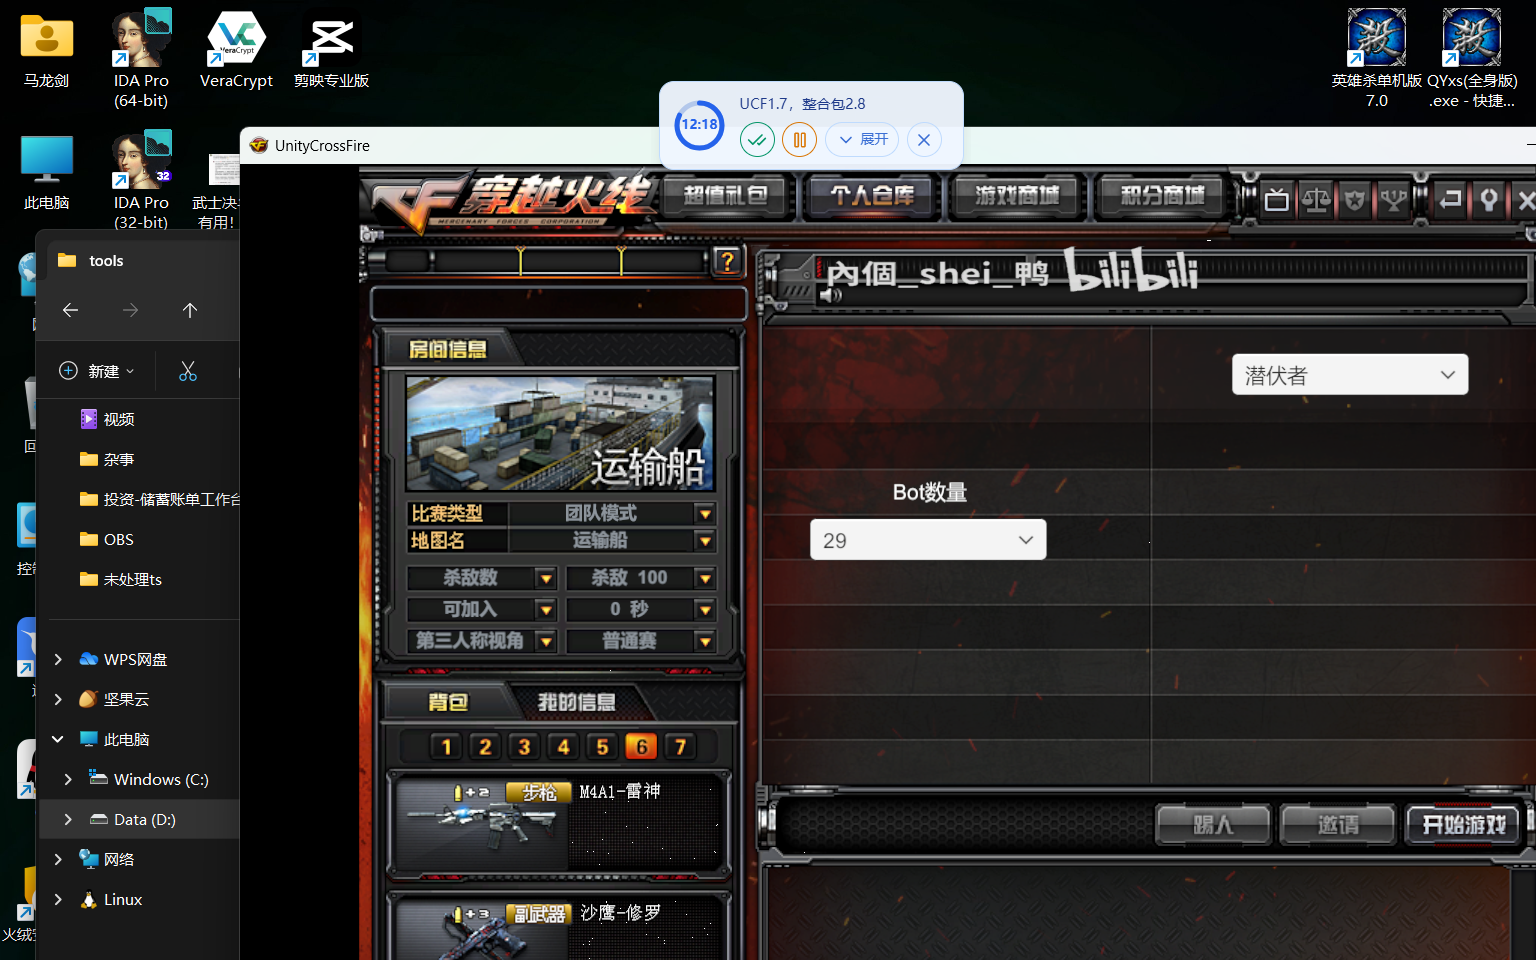 马龙剑
IDA Pro
(64-bit)
VeraCrypt
剪映专业版
英雄杀单机版
7.0
QYxs(全身版)
.exe - 快捷...
此电脑
IDA Pro
(32-bit)
32
有用!
UCF1.7，整合包2.8
12:18
展开
UnityCrossFire
穿越火线
MERCENARY FORCES CORPORATION
超值礼包
个人仓库
游戏商城
积分商城
?
內個_shei_鸭 bilibili
tools
新建
视频
杂事
投资-储蓄账单工作台
OBS
未处理ts
WPS网盘
坚果云
此电脑
Windows (C:)
Data (D:)
网络
Linux
房间信息
运输船
比赛类型 团队模式
地图名 运输船
杀敌数 杀敌 100
可加入 0 秒
第三人称视角 普通赛
背包 我的信息
1 2 3 4 5 6 7
+2 步枪 M4A1-雷神
+3 副武器 沙鹰-修罗
潜伏者
Bot数量
29
踢人
邀请
开始游戏